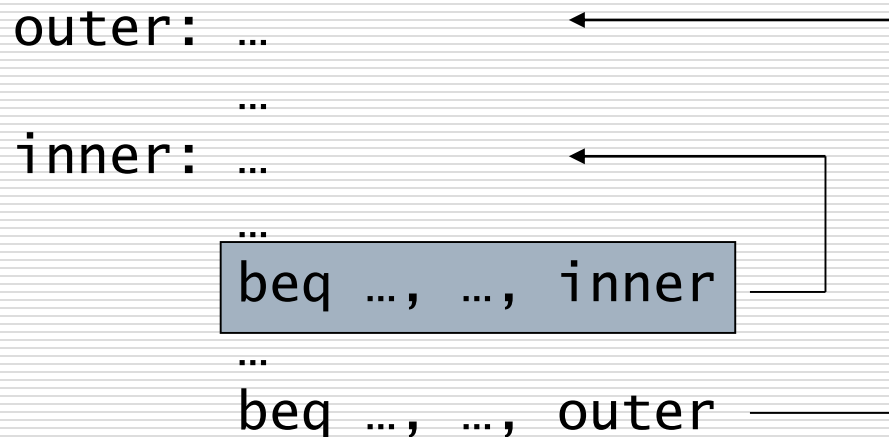 outer: …
…
inner: …
…
beq …, …, inner
…
beq …, …, outer